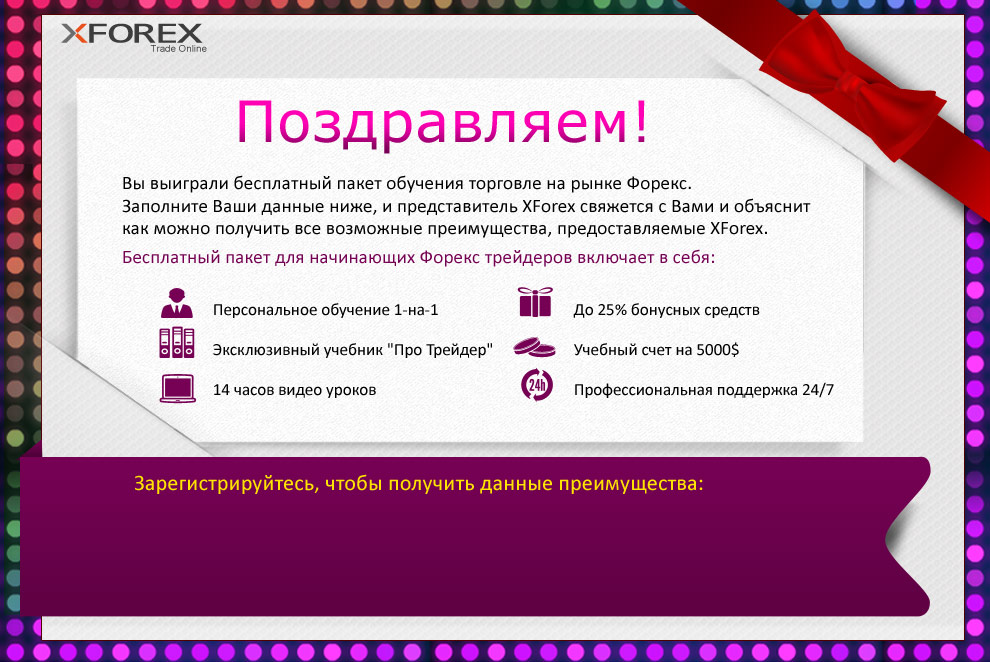 XFOREX
Trade Online
Поздравляем!
Вы выиграли бесплатный пакет обучения торговле на рынке Форекс.
Заполните Ваши данные ниже, и представитель XForex свяжется с Вами и объяснит
как можно получить все возможные преимущества, предоставляемые XForex.
Бесплатный пакет для начинающих Форекс трейдеров включает в себя:
Персональное обучение 1-на-1
До 25% бонусных средств
Эксклюзивный учебник "Про Трейдер"
Учебный счет на 5000$
14 часов видео уроков
24h
Профессиональная поддержка 24/7
Зарегистрируйтесь, чтобы получить данные преимущества: